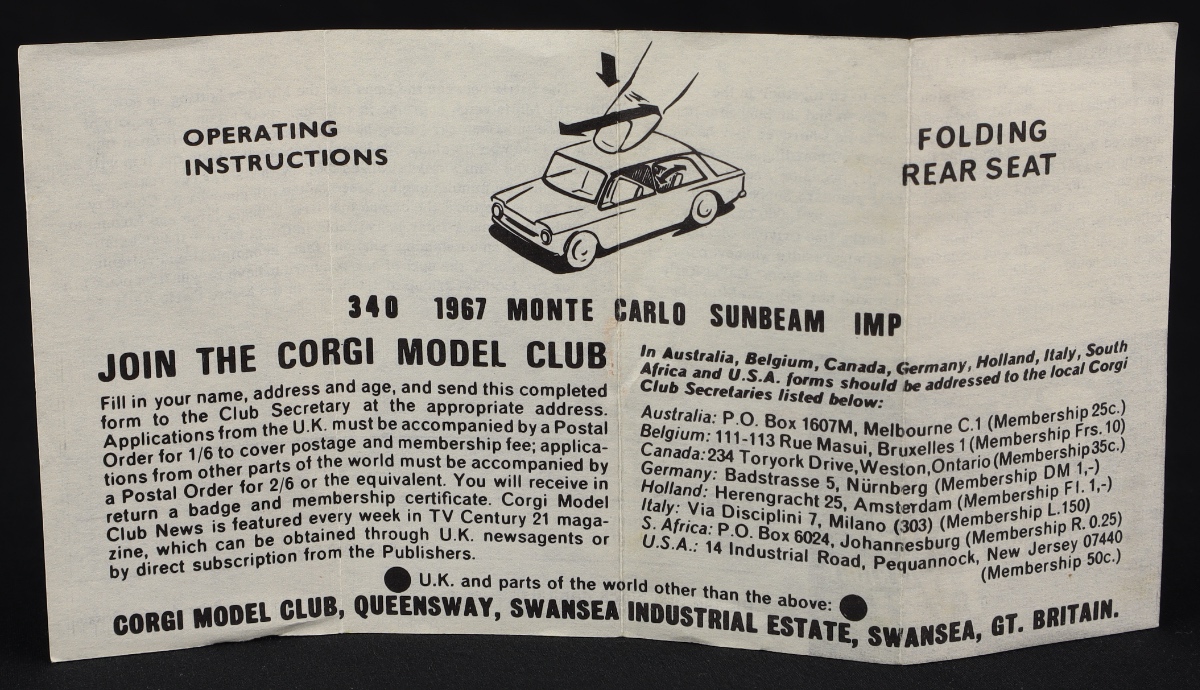 OPERATING
INSTRUCTIONS
FOLDING
REAR SEAT
340 1967 MONTE CARLO SUNBEAM IMP
JOIN THE CORGI MODEL CLUB
Fill in your name, address and age, and send this completed
form to the Club Secretary at the appropriate address.
Applications from the U.K. must be accompanied by a Postal
Order for 1/6 to cover postage and membership fee; applica-
tions from other parts of the world must be accompanied by
a Postal Order for 2/6 or the equivalent. You will receive in
return a badge and membership certificate. Corgi Model
Club News is featured every week in TV Century 21 maga-
zine, which can be obtained through U.K. newsagents or
by direct subscription from the Publishers.
In Australia, Belgium, Canada, Germany, Holland, Italy, South
Africa and U.S.A. forms should be addressed to the local Corgi
Club Secretaries listed below:
Australia: P.O. Box 1607M, Melbourne C.1 (Membership 25c.)
Belgium: 111-113 Rue Masui, Bruxelles 1 (Membership Frs. 10)
Canada: 234 Toryork Drive, Weston, Ontario (Membership 35c.)
Germany: Badstrasse 5, Nürnberg (Membership DM 1,-)
Holland: Herengracht 25, Amsterdam (Membership Fl. 1,-)
Italy: Via Disciplini 7, Milano (303) (Membership L.150)
S. Africa: P.O. Box 6024, Johannesburg (Membership R. 0.25)
U.S.A.: 14 Industrial Road, Pequannock, New Jersey 07440
(Membership 50c.)
● U.K. and parts of the world other than the above: ●
CORGI MODEL CLUB, QUEENSWAY, SWANSEA INDUSTRIAL ESTATE, SWANSEA, GT. BRITAIN.